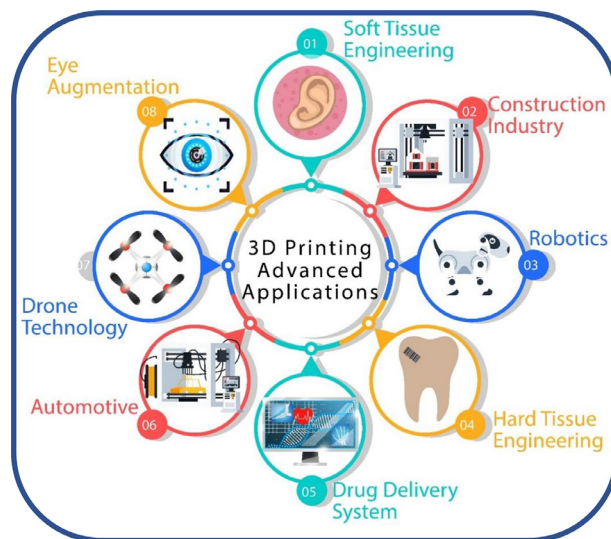 01
Soft Tissue
Engineering
02
Construction
Industry
Robotics
03
04
Hard Tissue
Engineering
05
Drug Delivery
System
Automotive
06
07
Drone
Technology
Eye
Augmentation
08
3D Printing
Advanced
Applications